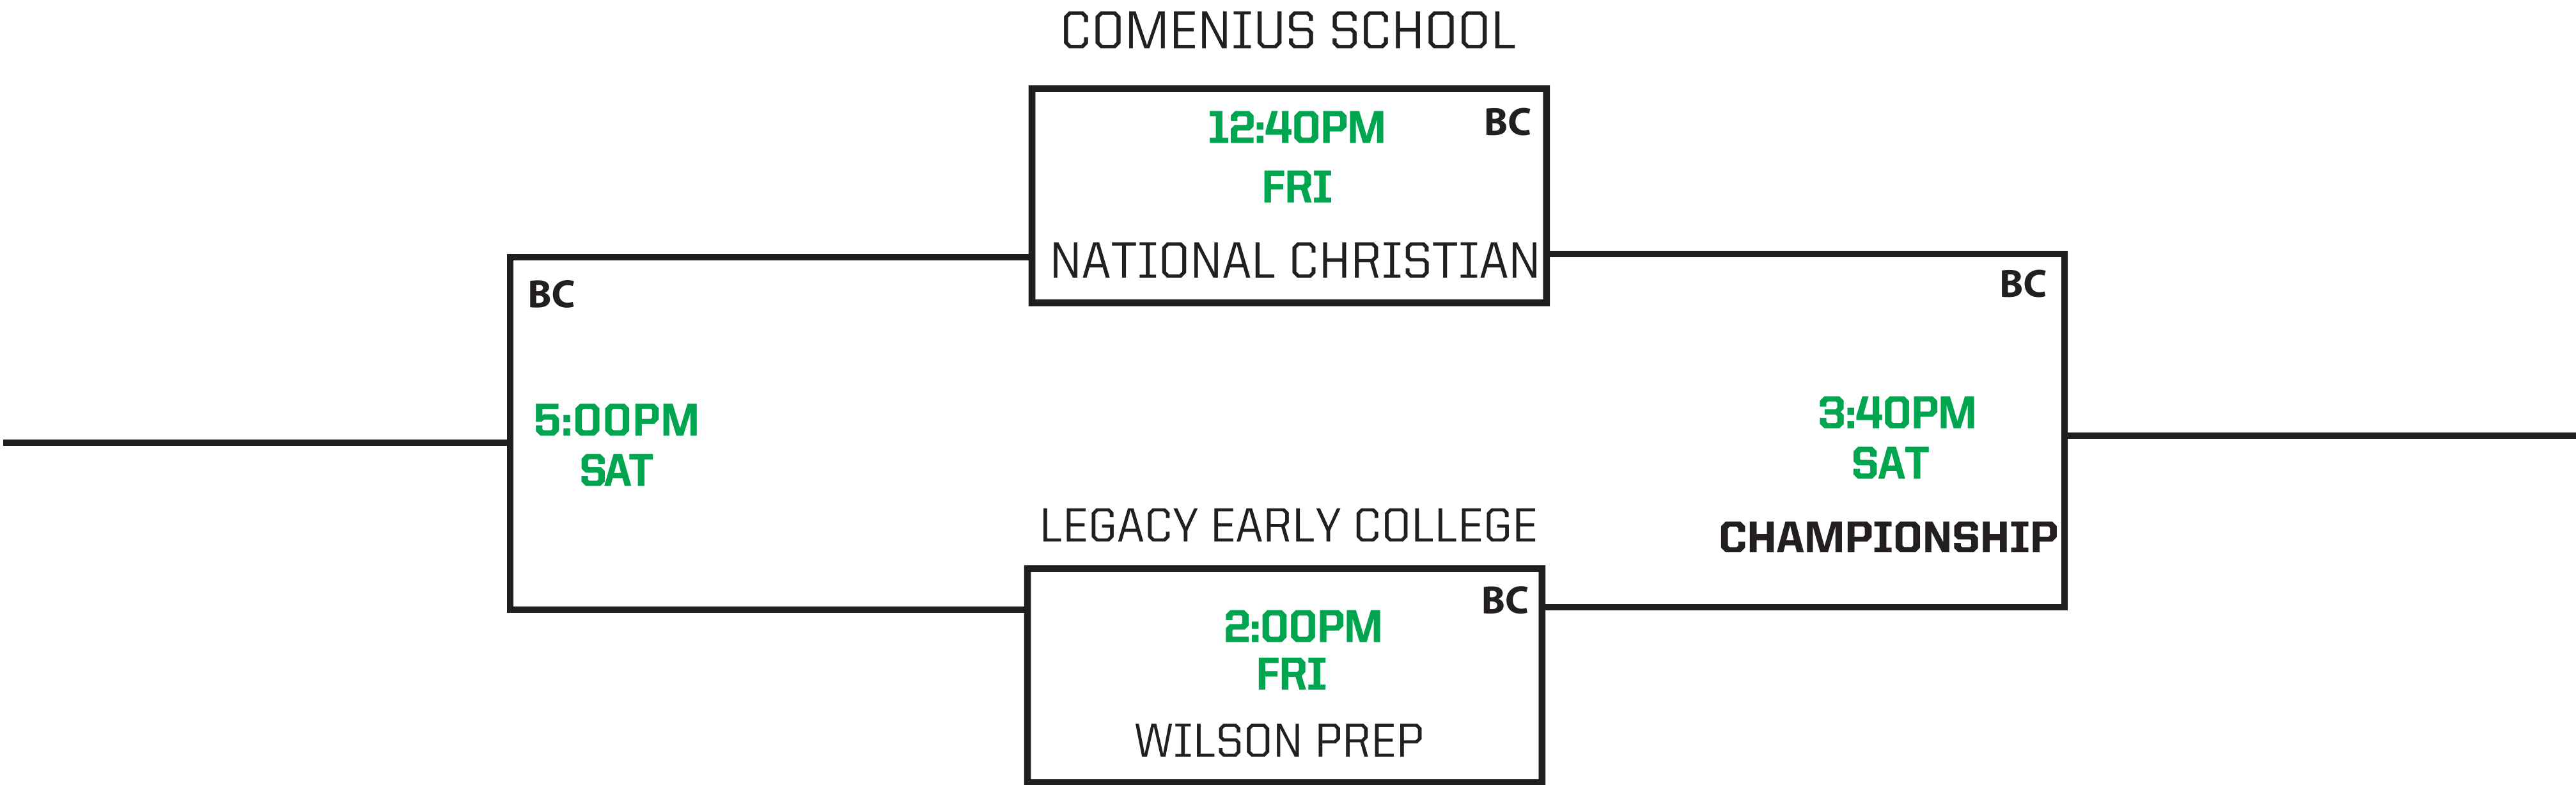 COMENIUS SCHOOL
12:40PM
BC
FRI
NATIONAL CHRISTIAN
BC
5:00PM
SAT
BC
3:40PM
SAT
CHAMPIONSHIP
LEGACY EARLY COLLEGE
BC
2:00PM
FRI
WILSON PREP